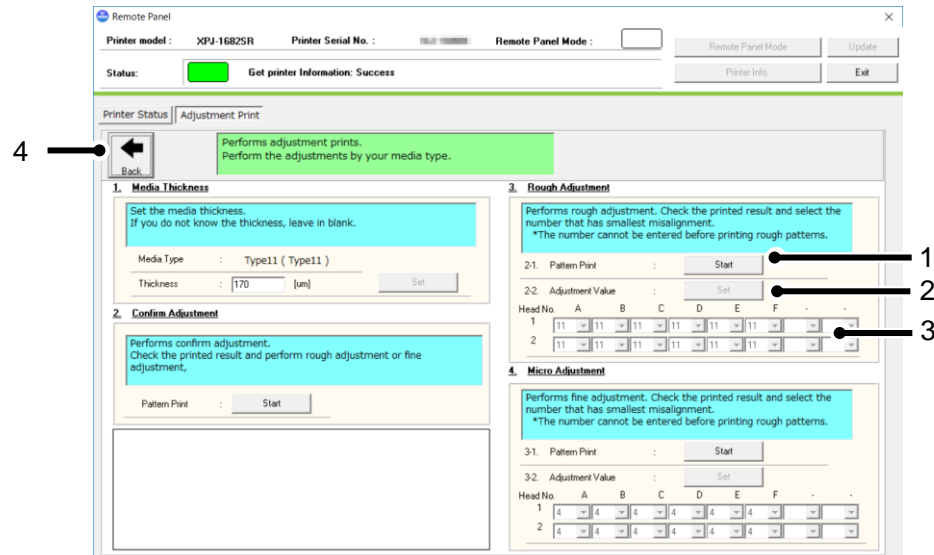 Remote Panel
Printer model : XPJ-1682SR Printer Serial No. : Remote Panel Mode :
Remote Panel Mode Update
Status: Get printer Information: Success
Printer Info. Exit
Printer Status Adjustment Print
4
Back
Performs adjustment prints.
Perform the adjustments by your media type.
1. Media Thickness
Set the media thickness.
If you do not know the thickness, leave in blank.
Media Type : Type11 ( Type11 )
Thickness : 170 [um] Set
2. Confirm Adjustment
Performs confirm adjustment.
Check the printed result and perform rough adjustment or fine
adjustment,
Pattern Print : Start
3. Rough Adjustment
Performs rough adjustment. Check the printed result and select the
number that has smallest misalignment.
*The number cannot be entered before printing rough patterns.
2-1. Pattern Print : Start
1
2-2. Adjustment Value : Set
2
Head No. A B C D E F - -
1 11 11 11 11 11 11
3
2 11 11 11 11 11 11
4. Micro Adjustment
Performs fine adjustment. Check the printed result and select the
number that has smallest misalignment.
*The number cannot be entered before printing rough patterns.
3-1. Pattern Print : Start
3-2. Adjustment Value : Set
Head No. A B C D E F - -
1 4 4 4 4 4 4
2 4 4 4 4 4 4